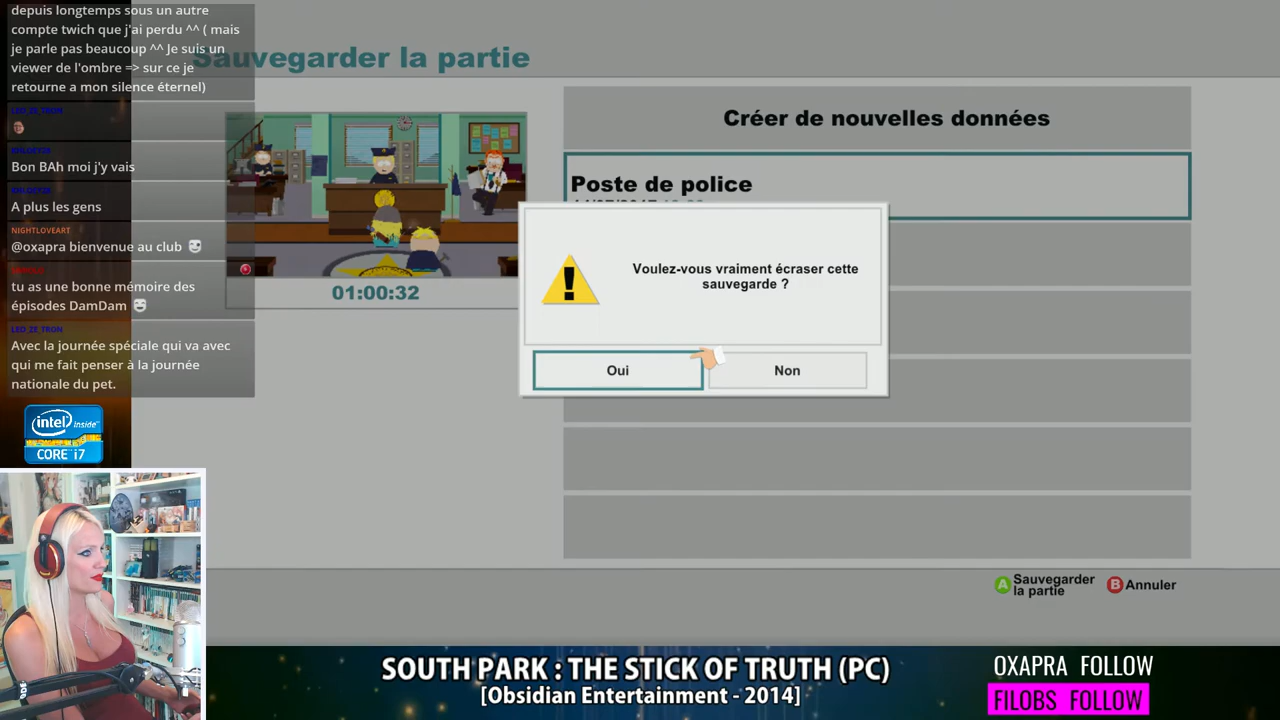 depuis longtemps sous un autre
compte twich que j'ai perdu ^^ ( mais
je parle pas beaucoup ^^ Je suis un
viewer de l'ombre => sur ce je
retourne a mon silence éternel)
LEO_ZE_TRON
Bon BAh moi j'y vais
A plus les gens
NIGHTLOVEART
@oxapra bienvenue au club
tu as une bonne mémoire des
épisodes DamDam
LEO_ZE_TRON
Avec la journée spéciale qui va avec
qui me fait penser à la journée
nationale du pet.
intel inside
CORE i7
Sauvegarder la partie
01:00:32
Créer de nouvelles données
Poste de police
Voulez-vous vraiment écraser cette
sauvegarde ?
Oui
Non
A Sauvegarder
la partie
B Annuler
SOUTH PARK : THE STICK OF TRUTH (PC)
[Obsidian Entertainment - 2014]
OXAPRA FOLLOW
FILOBS FOLLOW